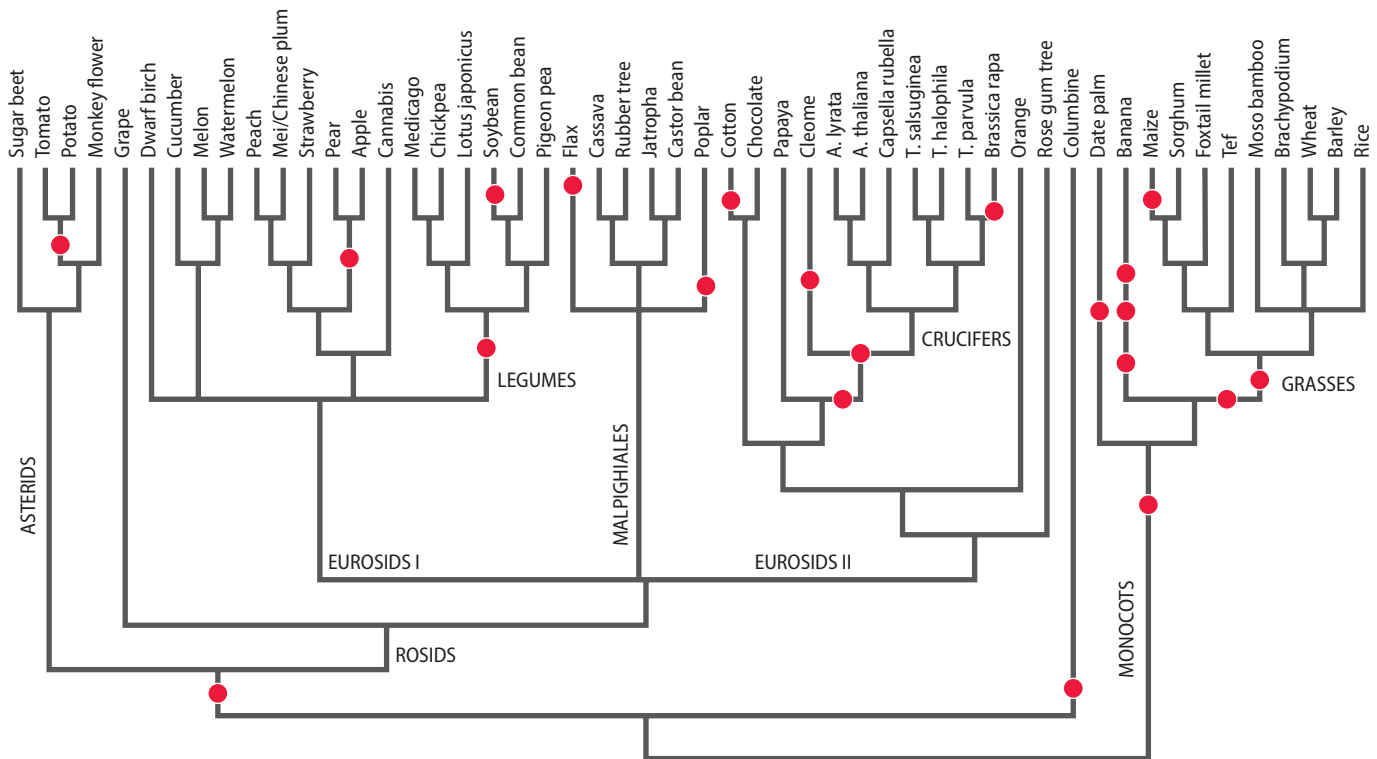 Sugar beet
Tomato
Potato
Monkey flower
Grape
Dwarf birch
Cucumber
Melon
Watermelon
Peach
Mei/Chinese plum
Strawberry
Pear
Apple
Cannabis
Medicago
Chickpea
Lotus japonicus
Soybean
Common bean
Pigeon pea
Flax
Cassava
Rubber tree
Jatropha
Castor bean
Poplar
Cotton
Chocolate
Papaya
Cleome
A. lyrata
A. thaliana
Capsella rubella
T. salsuginea
T. halophila
T. parvula
Brassica rapa
Orange
Rose gum tree
Columbine
Date palm
Banana
Maize
Sorghum
Foxtail millet
Tef
Moso bamboo
Brachypodium
Wheat
Barley
Rice
CRUCIFERS
LEGUMES
GRASSES
ASTERIDS
MALPIGHIALES
EUROSIDS I
EUROSIDS II
MONOCOTS
ROSIDS